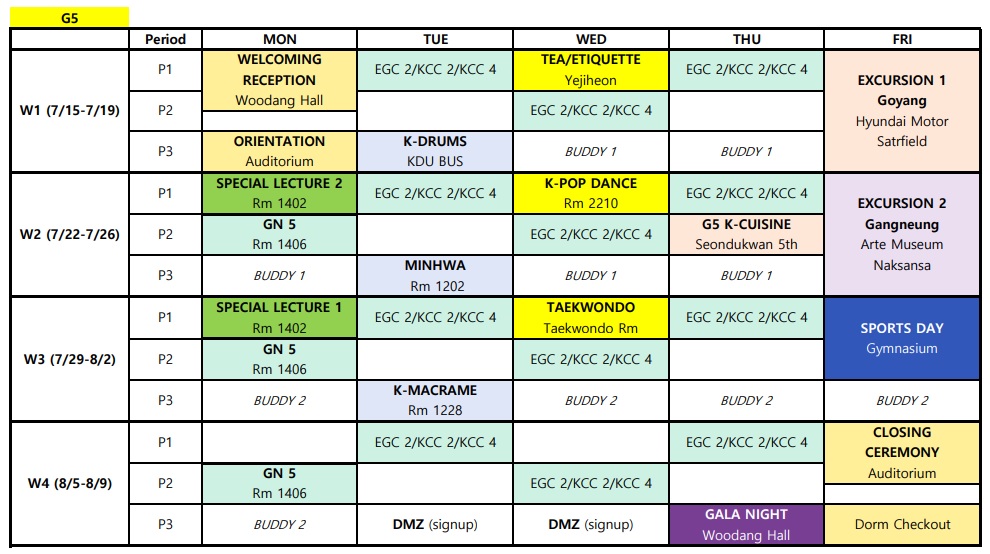 G5
Period MON TUE WED THU FRI
W1 (7/15-7/19)
P1
WELCOMING
RECEPTION
Woodang Hall
EGC 2/KCC 2/KCC 4
TEA/ETIQUETTE
Yejiheon
EGC 2/KCC 2/KCC 4
EXCURSION 1
Goyang
Hyundai Motor
Satrfield
P2
EGC 2/KCC 2/KCC 4
P3
ORIENTATION
Auditorium
K-DRUMS
KDU BUS
BUDDY 1
BUDDY 1
W2 (7/22-7/26)
P1
SPECIAL LECTURE 2
Rm 1402
EGC 2/KCC 2/KCC 4
K-POP DANCE
Rm 2210
EGC 2/KCC 2/KCC 4
EXCURSION 2
Gangneung
Arte Museum
Naksansa
P2
GN 5
Rm 1406
EGC 2/KCC 2/KCC 4
G5 K-CUISINE
Seondukwan 5th
P3
BUDDY 1
MINHWA
Rm 1202
BUDDY 1
BUDDY 1
W3 (7/29-8/2)
P1
SPECIAL LECTURE 1
Rm 1402
EGC 2/KCC 2/KCC 4
TAEKWONDO
Taekwondo Rm
EGC 2/KCC 2/KCC 4
SPORTS DAY
Gymnasium
P2
GN 5
Rm 1406
EGC 2/KCC 2/KCC 4
P3
BUDDY 2
K-MACRAME
Rm 1228
BUDDY 2
BUDDY 2
BUDDY 2
W4 (8/5-8/9)
P1
EGC 2/KCC 2/KCC 4
EGC 2/KCC 2/KCC 4
CLOSING
CEREMONY
Auditorium
P2
GN 5
Rm 1406
EGC 2/KCC 2/KCC 4
P3
BUDDY 2
DMZ (signup)
DMZ (signup)
GALA NIGHT
Woodang Hall
Dorm Checkout